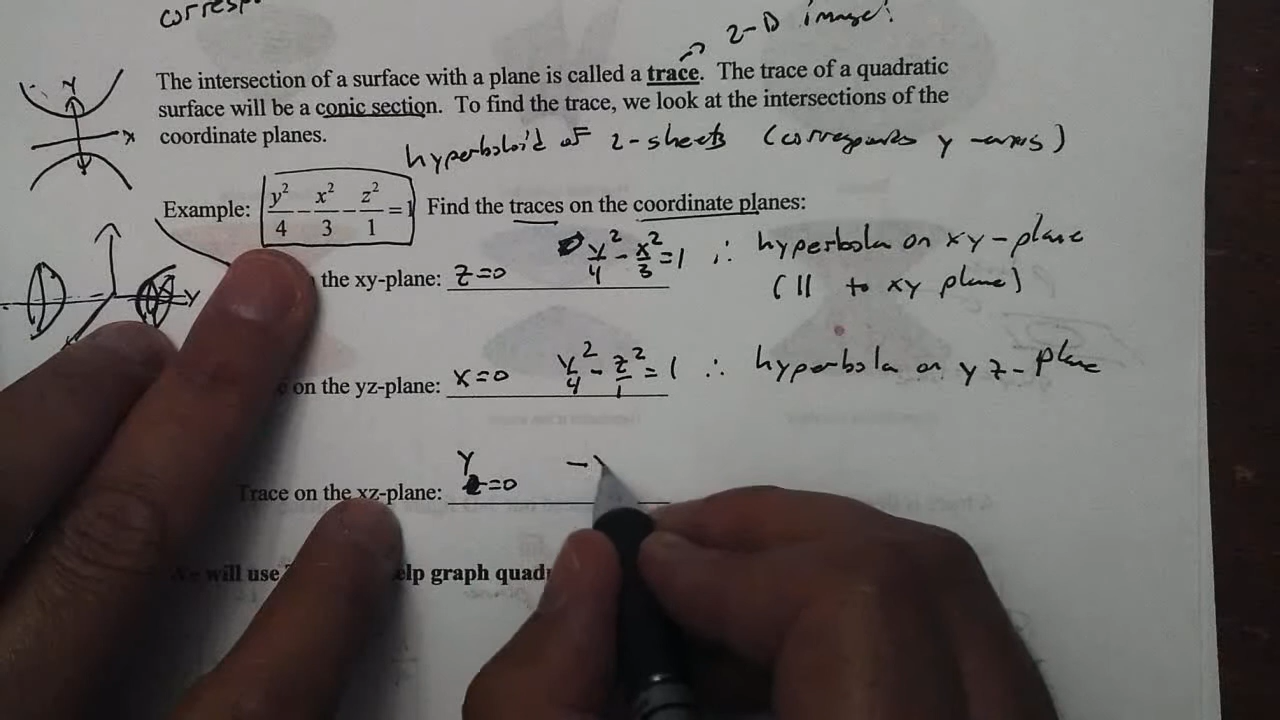 corresp
2-D image!
The intersection of a surface with a plane is called a trace. The trace of a quadratic
surface will be a conic section. To find the trace, we look at the intersections of the
coordinate planes.
hyperboloid of 2-sheets (corresponds y-axis)
Example: y²/4 - x²/3 - z²/1 = 1 Find the traces on the coordinate planes:
the xy-plane: z=0 y²/4 - x²/3 = 1 ∴ hyperbola on xy-plane
(|| to xy plane)
on the yz-plane: x=0 y²/4 - z²/1 = 1 ∴ hyperbola on yz-plane
Trace on the xz-plane: y=0 -
will use elp graph quad
y
x
y